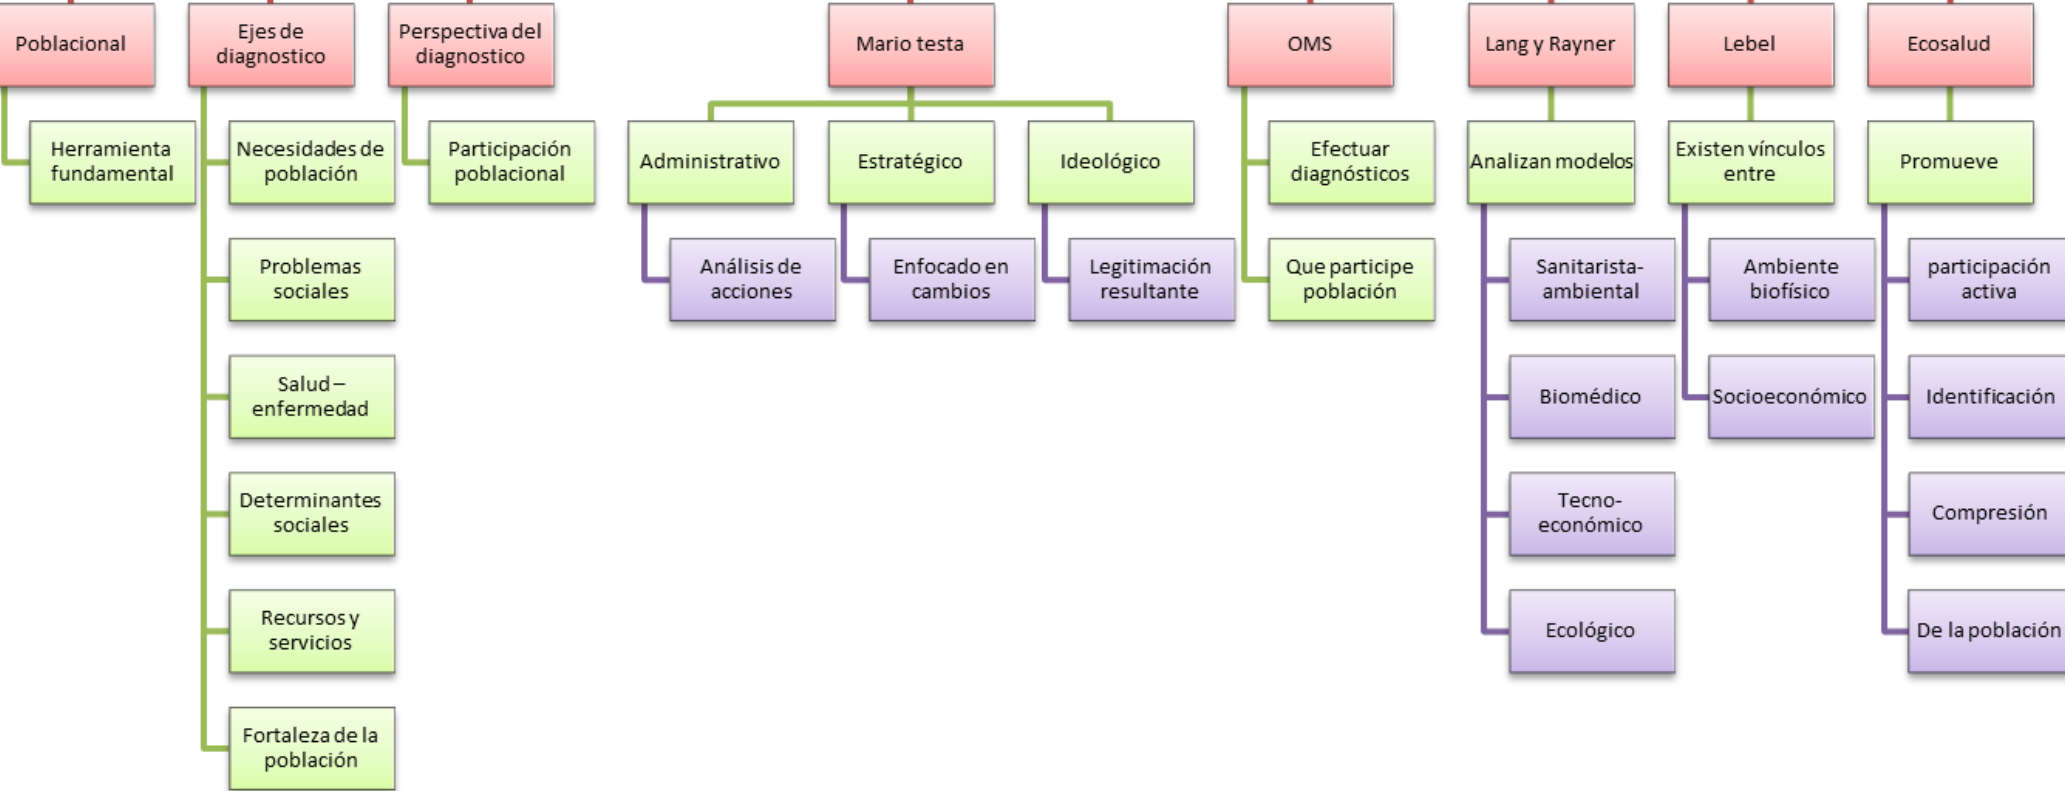 Poblacional
Ejes de
diagnostico
Perspectiva del
diagnostico
Mario testa
OMS
Lang y Rayner
Lebel
Ecosalud
Herramienta
fundamental
Necesidades de
población
Participación
poblacional
Administrativo
Estratégico
Ideológico
Efectuar
diagnósticos
Analizan modelos
Existen vínculos
entre
Promueve
Problemas
sociales
Análisis de
acciones
Enfocado en
cambios
Legitimación
resultante
Que participe
población
Sanitarista-
ambiental
Ambiente
biofísico
participación
activa
Salud –
enfermedad
Biomédico
Socioeconómico
Identificación
Determinantes
sociales
Tecno-
económico
Compresión
Recursos y
servicios
Ecológico
De la población
Fortaleza de la
población